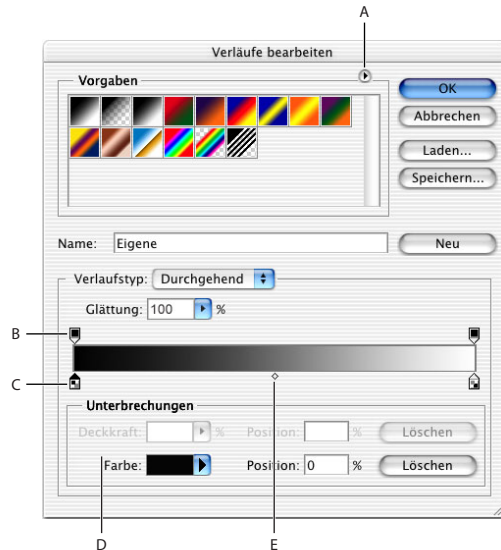 A
Verläufe bearbeiten
Vorgaben
OK
Abbrechen
Laden...
Speichern...
Name: Eigene
Neu
Verlaufstyp: Durchgehend
Glättung: 100 %
B
C
Unterbrechungen
Deckkraft: % Position: % Löschen
Farbe: Position: 0 % Löschen
D
E